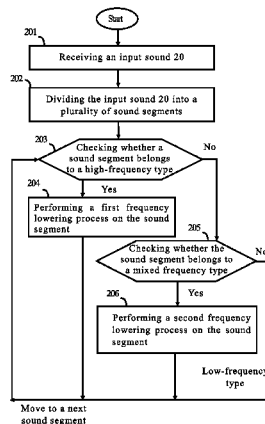 Start
201
Receiving an input sound 20
202
Dividing the input sound 20 into a
plurality of sound segments
203
Checking whether a
sound segment belongs
to a high-frequency type
No
204
Yes
Performing a first frequency
lowering process on the sound
segment
205
Checking whether the
sound segment belongs to
a mixed frequency type
No
206
Yes
Performing a second frequency
lowering process on the sound
segment
Low-frequency
type
Move to a next
sound segment